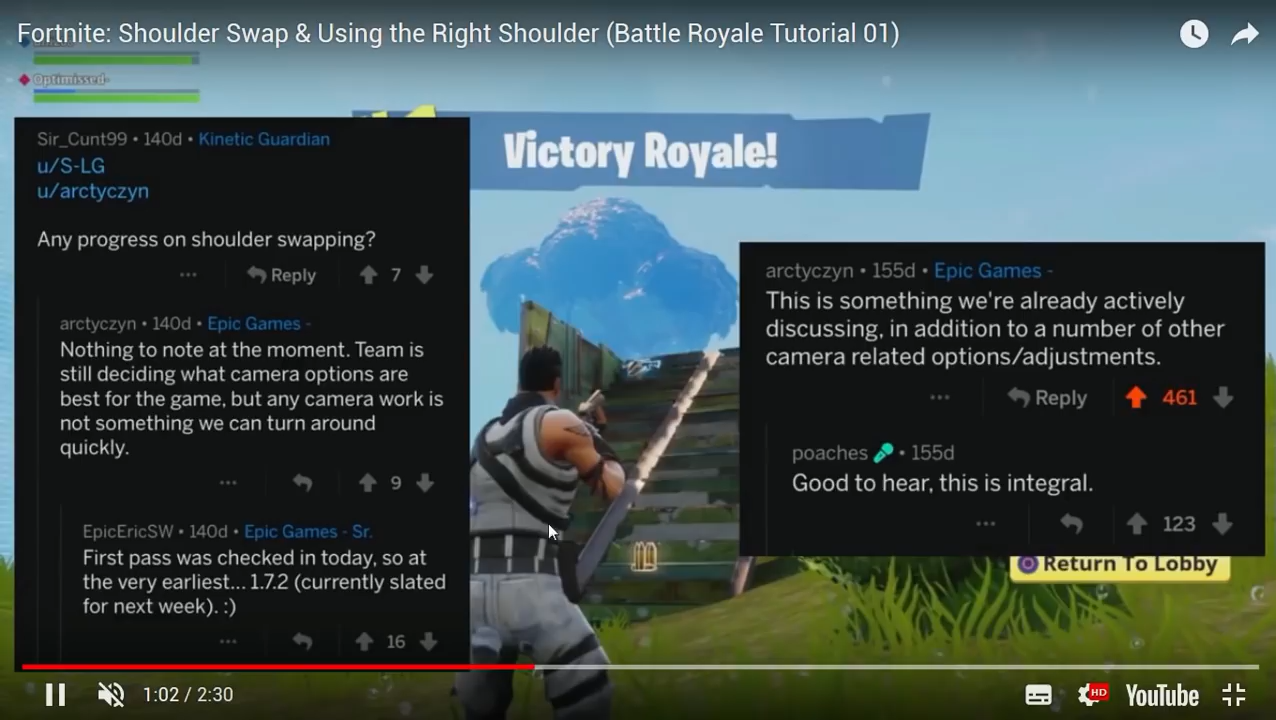 Fortnite: Shoulder Swap & Using the Right Shoulder (Battle Royale Tutorial 01)
Optimissed-
Victory Royale!
Sir_Cunt99 • 140d • Kinetic Guardian
u/S-LG
u/arctyczyn
Any progress on shoulder swapping?
Reply 7
arctyczyn • 140d • Epic Games -
Nothing to note at the moment. Team is
still deciding what camera options are
best for the game, but any camera work is
not something we can turn around
quickly.
9
EpicEricSW • 140d • Epic Games - Sr.
First pass was checked in today, so at
the very earliest... 1.7.2 (currently slated
for next week). :)
16
arctyczyn • 155d • Epic Games -
This is something we're already actively
discussing, in addition to a number of other
camera related options/adjustments.
Reply 461
poaches • 155d
Good to hear, this is integral.
123
Return To Lobby
1:02 / 2:30
HD
YouTube